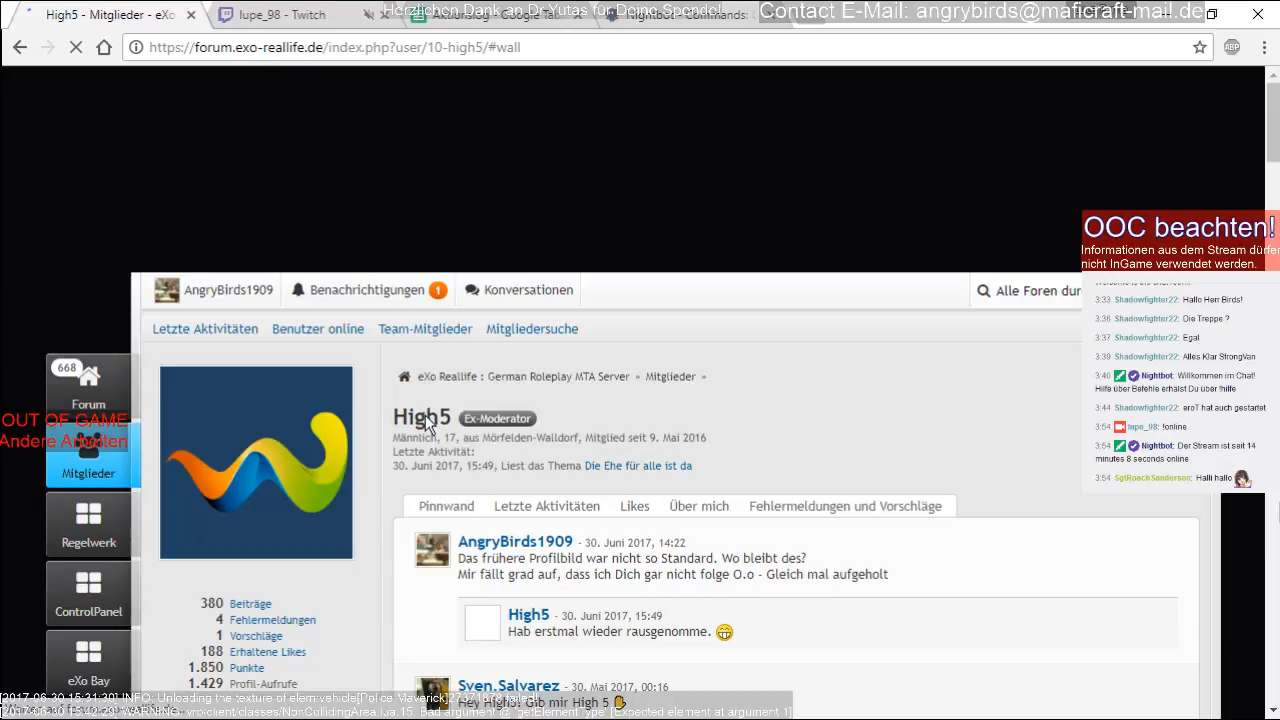 High5 - Mitglieder - eXo
lupe_98 - Twitch
Herzlichen Dank an Dr.Yutas für Deine Spende!
Contact E-Mail: angrybirds@maficraft-mail.de
https://forum.exo-reallife.de/index.php?user/10-high5/#wall
ABP
OOC beachten!
Informationen aus dem Stream dürfen
nicht InGame verwendet werden.
AngryBirds1909
Benachrichtigungen 1
Konversationen
Alle Foren dur
3:33 Shadowfighter22: Hallo Herr Birds!
3:36 Shadowfighter22: Die Treppe ?
3:37 Shadowfighter22: Egal
3:39 Shadowfighter22: Alles Klar StrongVan
3:40 Nightbot: Willkommen im Chat!
Hilfe über Befehle erhälst Du über !hilfe
3:44 Shadowfighter22: eroT hat auch gestartet
3:54 lupe_98: !online
3:54 Nightbot: Der Stream ist seit 14
minutes 8 seconds online
3:54 SgtRoachSanderson: Halli hallo
Letzte Aktivitäten
Benutzer online
Team-Mitglieder
Mitgliedersuche
668
Forum
OUT OF GAME
Andere Arbeiten
Mitglieder
Regelwerk
ControlPanel
eXo Bay
eXo Reallife : German Roleplay MTA Server » Mitglieder »
High5 Ex-Moderator
Männlich, 17, aus Mörfelden-Walldorf, Mitglied seit 9. Mai 2016
Letzte Aktivität:
30. Juni 2017, 15:49, Liest das Thema Die Ehe für alle ist da
Pinnwand
Letzte Aktivitäten
Likes
Über mich
Fehlermeldungen und Vorschläge
AngryBirds1909 - 30. Juni 2017, 14:22
Das frühere Profilbild war nicht so Standard. Wo bleibt des?
Mir fällt grad auf, dass ich Dich gar nicht folge O.o - Gleich mal aufgeholt
High5 - 30. Juni 2017, 15:49
Hab erstmal wieder rausgenomme.
380 Beiträge
4 Fehlermeldungen
1 Vorschläge
188 Erhaltene Likes
1.850 Punkte
1.429 Profil-Aufrufe
Sven.Salvarez - 30. Mai 2017, 00:16
Hey High5! Gib mir High 5